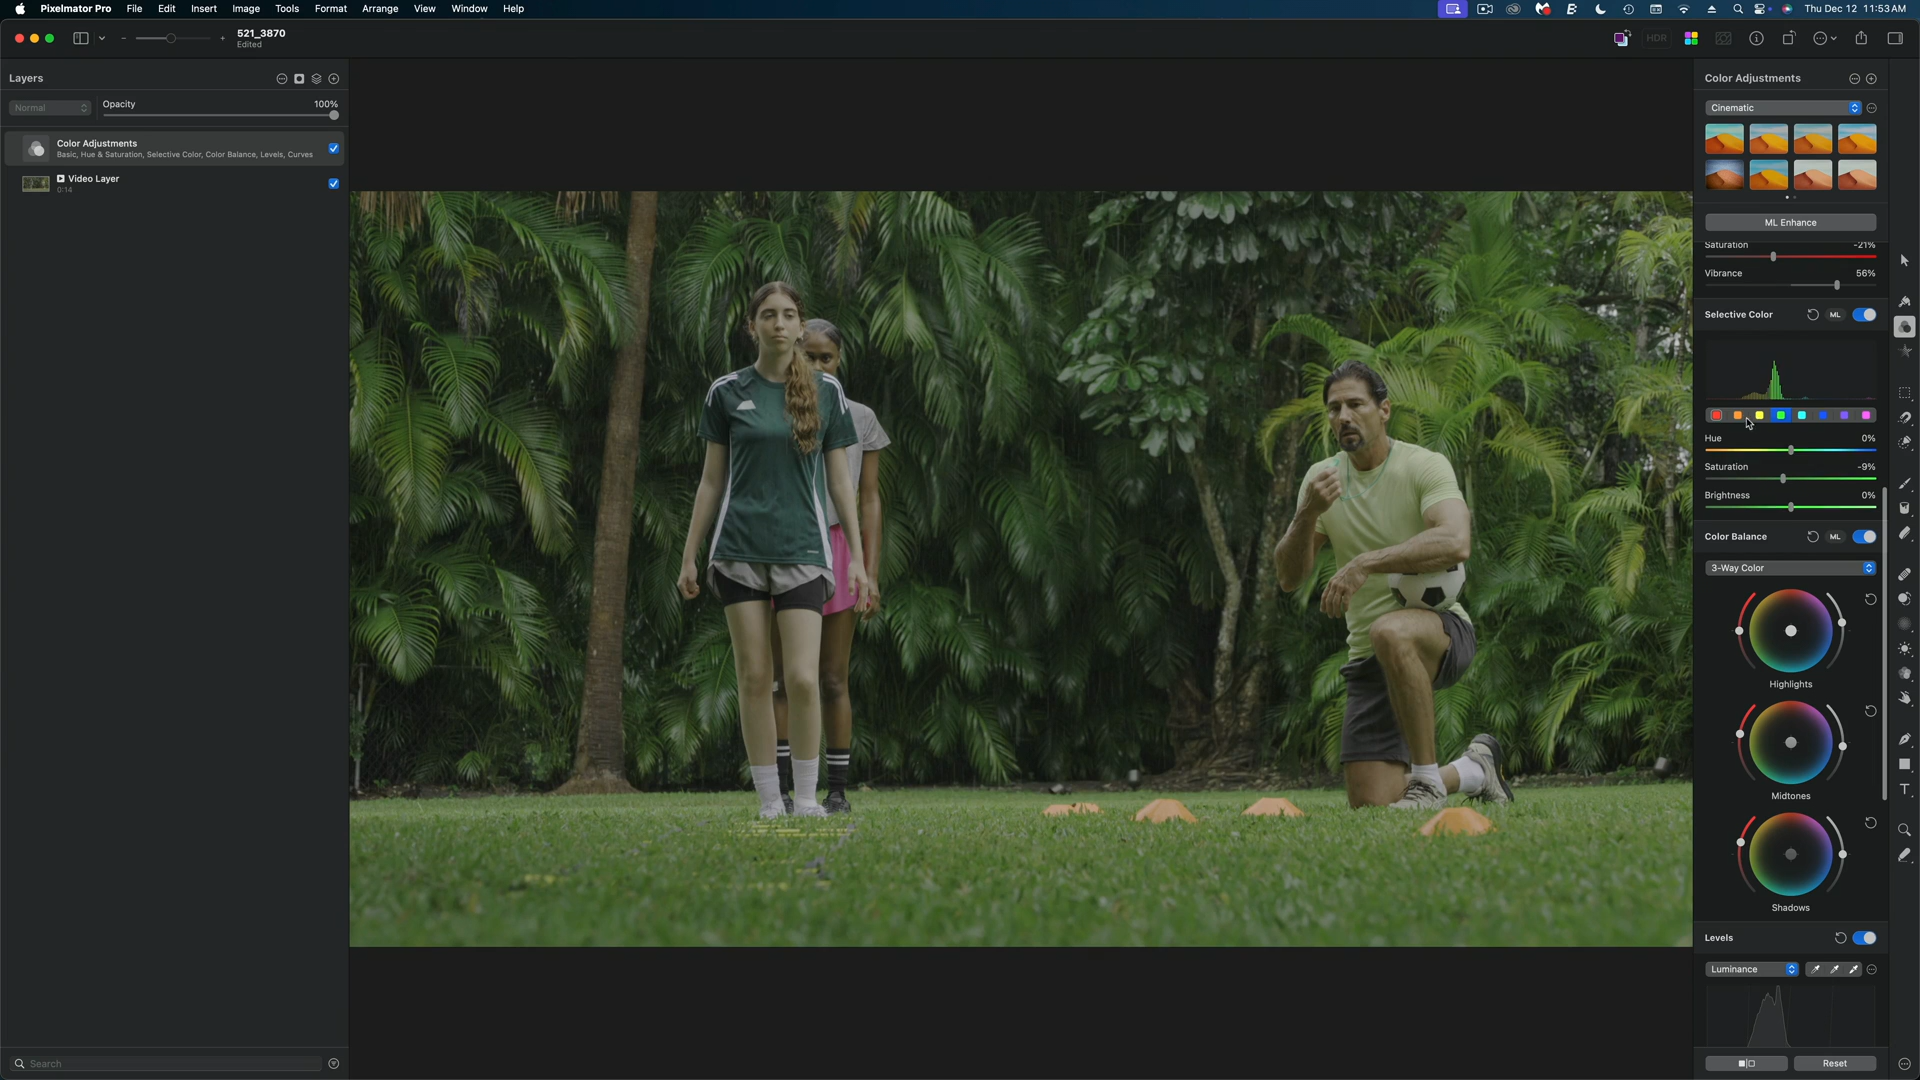 Pixelmator Pro File Edit Insert Image Tools Format Arrange View Window Help
Thu Dec 12 11:53 AM
521_3870
Edited
HDR
Layers
Normal
Opacity
100%
Color Adjustments
Basic, Hue & Saturation, Selective Color, Color Balance, Levels, Curves
Video Layer
0:14
Search
Color Adjustments
Cinematic
ML Enhance
Saturation -21%
Vibrance 56%
Selective Color ML
Hue 0%
Saturation -9%
Brightness 0%
Color Balance ML
3-Way Color
Highlights
Midtones
Shadows
Levels
Luminance
Reset